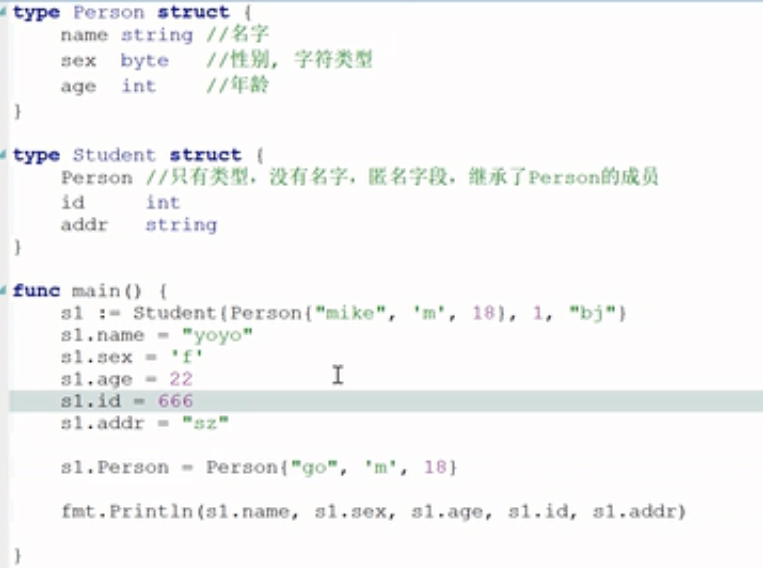 type Person struct {
    name string //名字
    sex  byte   //性别, 字符类型
    age  int    //年龄
}
type Student struct {
    Person //只有类型，没有名字，匿名字段，继承了Person的成员
    id     int
    addr   string
}
func main() {
    s1 := Student{Person{"mike", 'm', 18}, 1, "bj"}
    s1.name = "yoyo"
    s1.sex = 'f'
    s1.age = 22
    s1.id = 666
    s1.addr = "sz"
    s1.Person = Person{"go", 'm', 18}
    fmt.Println(s1.name, s1.sex, s1.age, s1.id, s1.addr)
}